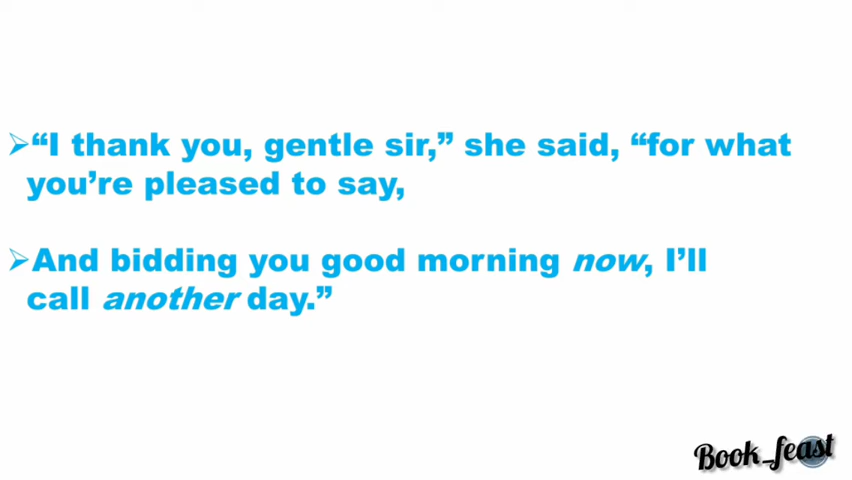 ➢“I thank you, gentle sir,” she said, “for what
you’re pleased to say,
➢And bidding you good morning now, I’ll
call another day.”
Book_feast